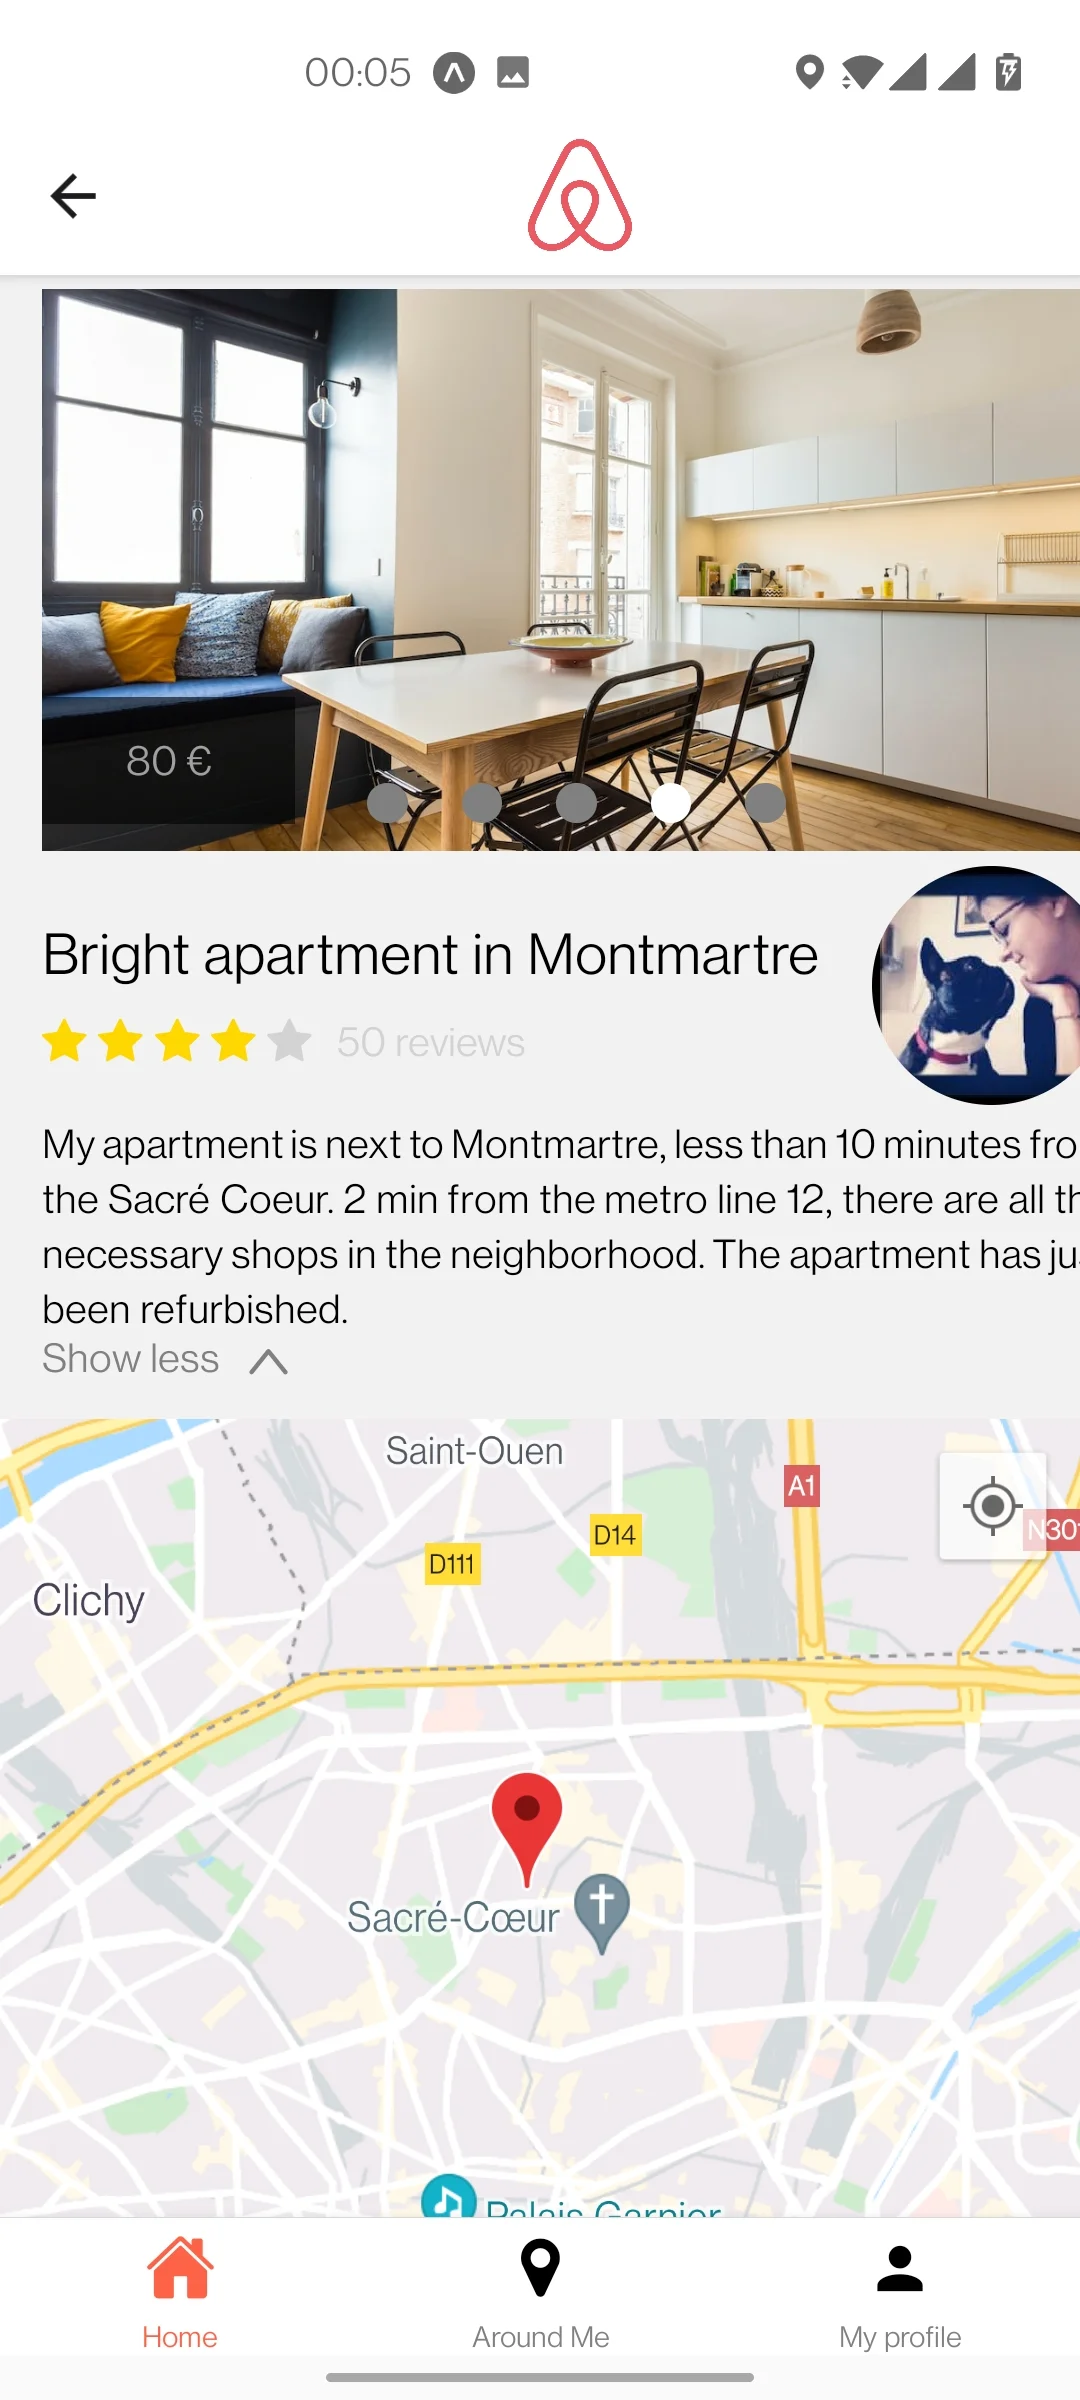 00:05
80 €
Bright apartment in Montmartre
50 reviews
My apartment is next to Montmartre, less than 10 minutes fro
the Sacré Coeur. 2 min from the metro line 12, there are all th
necessary shops in the neighborhood. The apartment has ju
been refurbished.
Show less
Saint-Ouen
A1
D14
N301
D111
Clichy
Sacré-Cœur
Palais Garnier
Home
Around Me
My profile